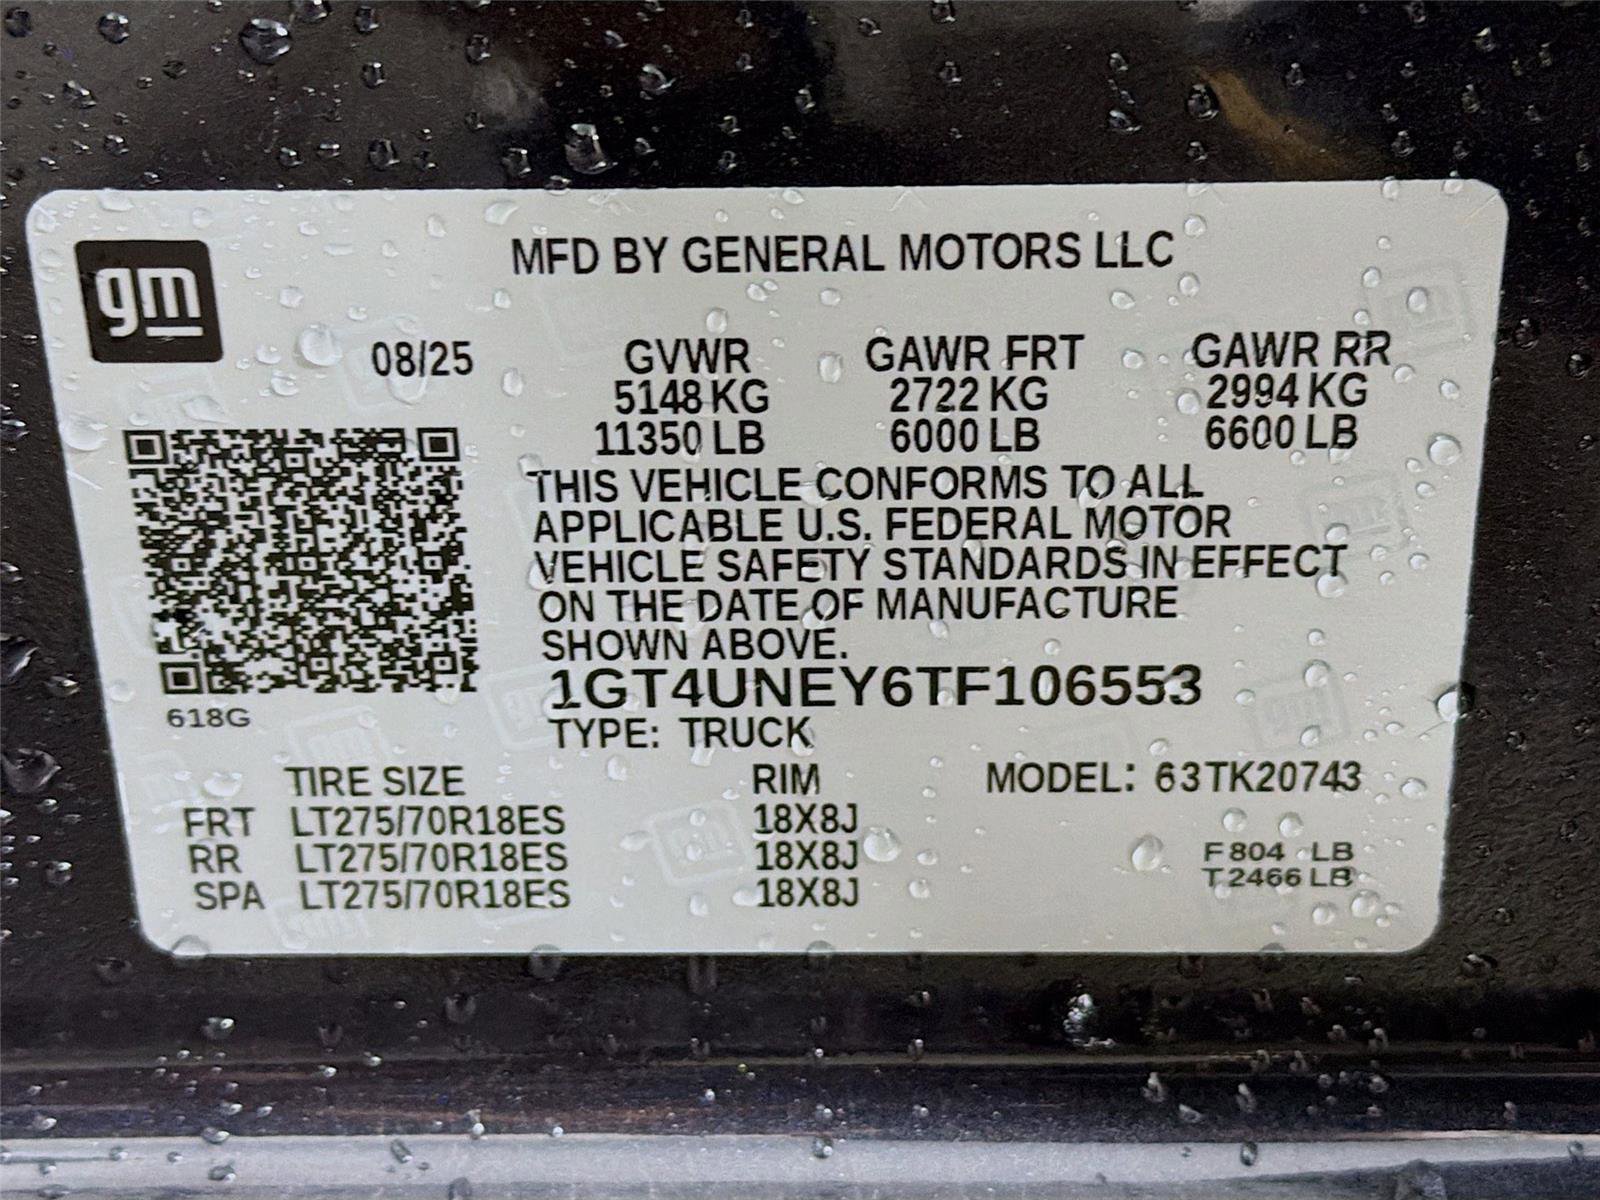 gm
MFD BY GENERAL MOTORS LLC
08/25 GVWR GAWR FRT GAWR RR
5148 KG 2722 KG 2994 KG
11350 LB 6000 LB 6600 LB
THIS VEHICLE CONFORMS TO ALL
APPLICABLE U.S. FEDERAL MOTOR
VEHICLE SAFETY STANDARDS IN EFFECT
ON THE DATE OF MANUFACTURE
SHOWN ABOVE.
1GT4UNEY6TF106553
618G
TYPE: TRUCK
TIRE SIZE RIM MODEL: 63TK20743
FRT LT275/70R18ES 18X8J
RR LT275/70R18ES 18X8J
SPA LT275/70R18ES 18X8J
F 804 LB
T 2466 LB